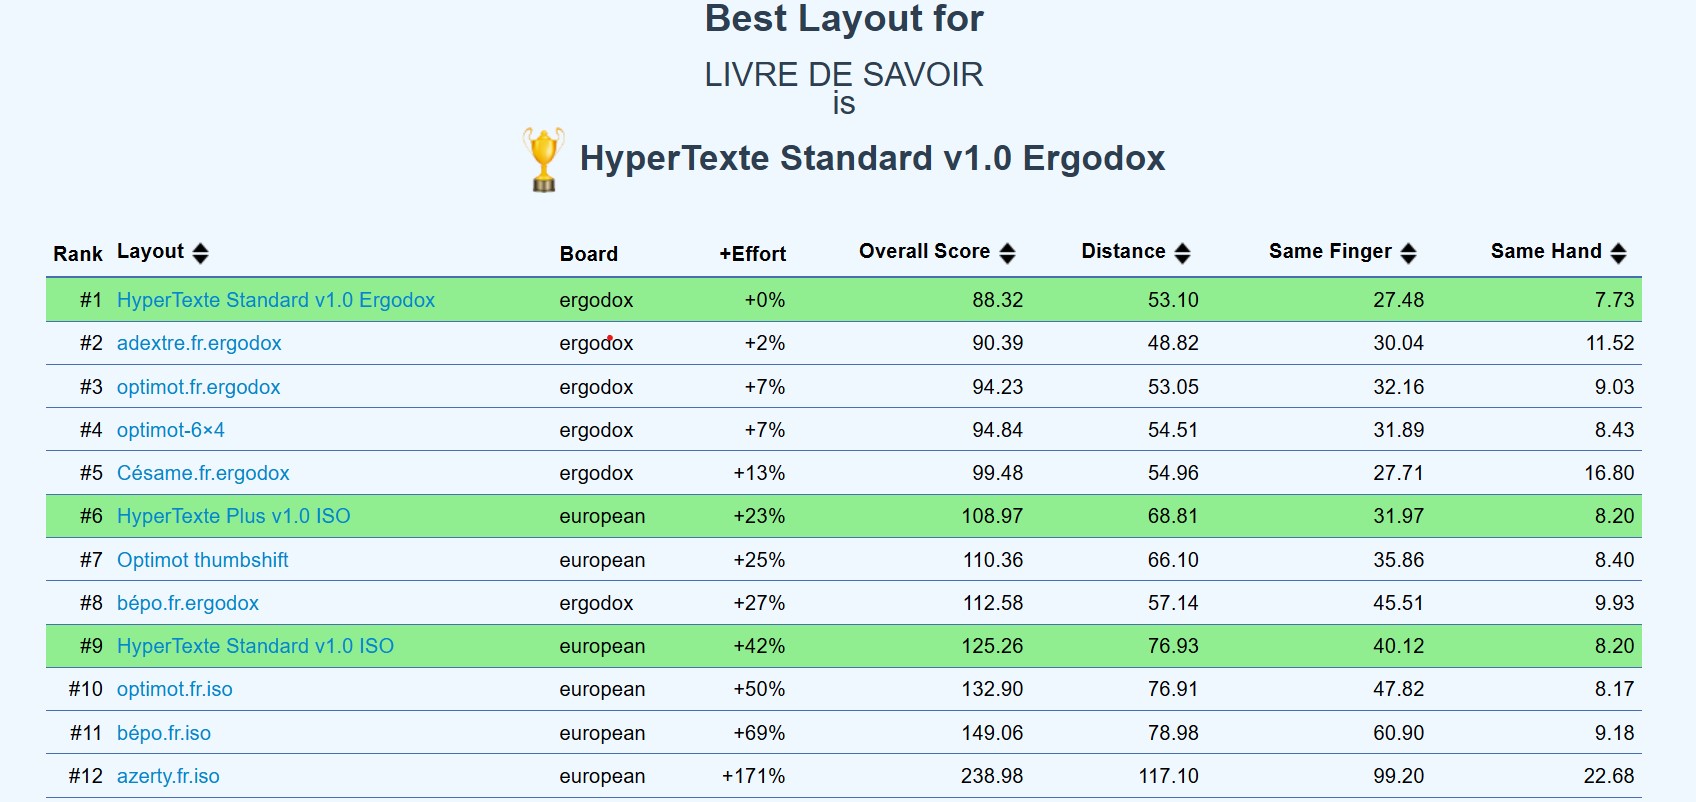 Best Layout for
LIVRE DE SAVOIR
is
HyperTexte Standard v1.0 Ergodox
Rank Layout Board +Effort Overall Score Distance Same Finger Same Hand
#1 HyperTexte Standard v1.0 Ergodox ergodox +0% 88.32 53.10 27.48 7.73
#2 adextre.fr.ergodox ergodox +2% 90.39 48.82 30.04 11.52
#3 optimot.fr.ergodox ergodox +7% 94.23 53.05 32.16 9.03
#4 optimot-6×4 ergodox +7% 94.84 54.51 31.89 8.43
#5 Césame.fr.ergodox ergodox +13% 99.48 54.96 27.71 16.80
#6 HyperTexte Plus v1.0 ISO european +23% 108.97 68.81 31.97 8.20
#7 Optimot thumbshift european +25% 110.36 66.10 35.86 8.40
#8 bépo.fr.ergodox ergodox +27% 112.58 57.14 45.51 9.93
#9 HyperTexte Standard v1.0 ISO european +42% 125.26 76.93 40.12 8.20
#10 optimot.fr.iso european +50% 132.90 76.91 47.82 8.17
#11 bépo.fr.iso european +69% 149.06 78.98 60.90 9.18
#12 azerty.fr.iso european +171% 238.98 117.10 99.20 22.68